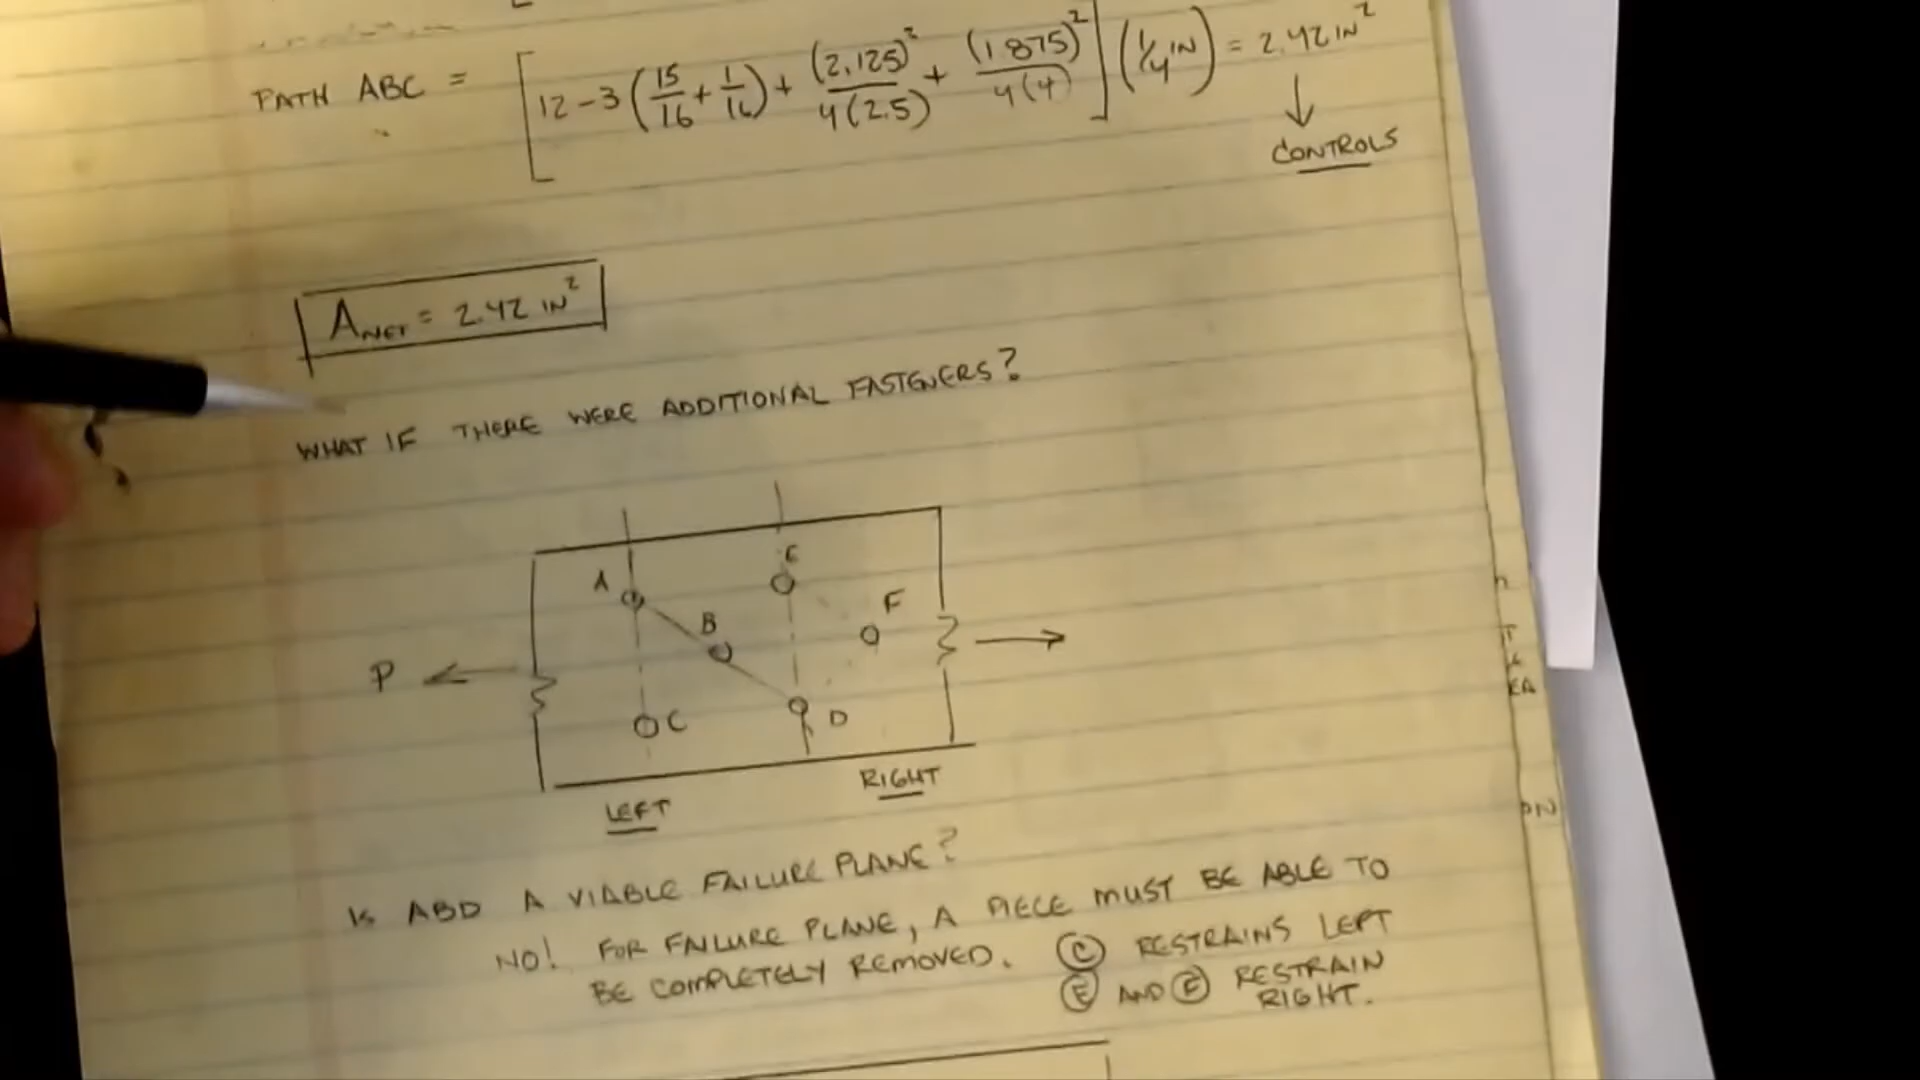 PATH ABC = [12 - 3 (15/16 + 1/16) + (2.125)²/4(2.5) + (1.875)²/4(4)] (1/4 IN) = 2.42 IN²
↓
CONTROLS
A_NET = 2.42 IN²
WHAT IF THERE WERE ADDITIONAL FASTENERS?
A
E
B
F
P
C
D
LEFT
RIGHT
IS ABD A VIABLE FAILURE PLANE?
NO! FOR FAILURE PLANE, A PIECE MUST BE ABLE TO
BE COMPLETELY REMOVED. Ⓒ RESTRAINS LEFT
Ⓔ AND Ⓕ RESTRAIN
RIGHT.